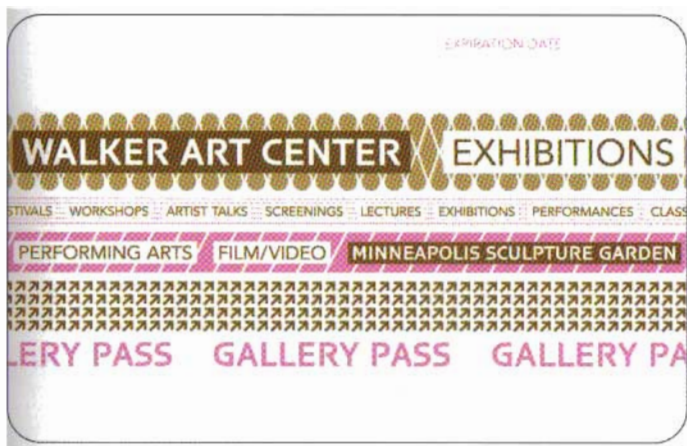 EXPIRATION DATE
WALKER ART CENTER EXHIBITIONS
STIVALS WORKSHOPS ARTIST TALKS SCREENINGS LECTURES EXHIBITIONS PERFORMANCES CLASS
PERFORMING ARTS FILM/VIDEO MINNEAPOLIS SCULPTURE GARDEN
LERY PASS GALLERY PASS GALLERY PA